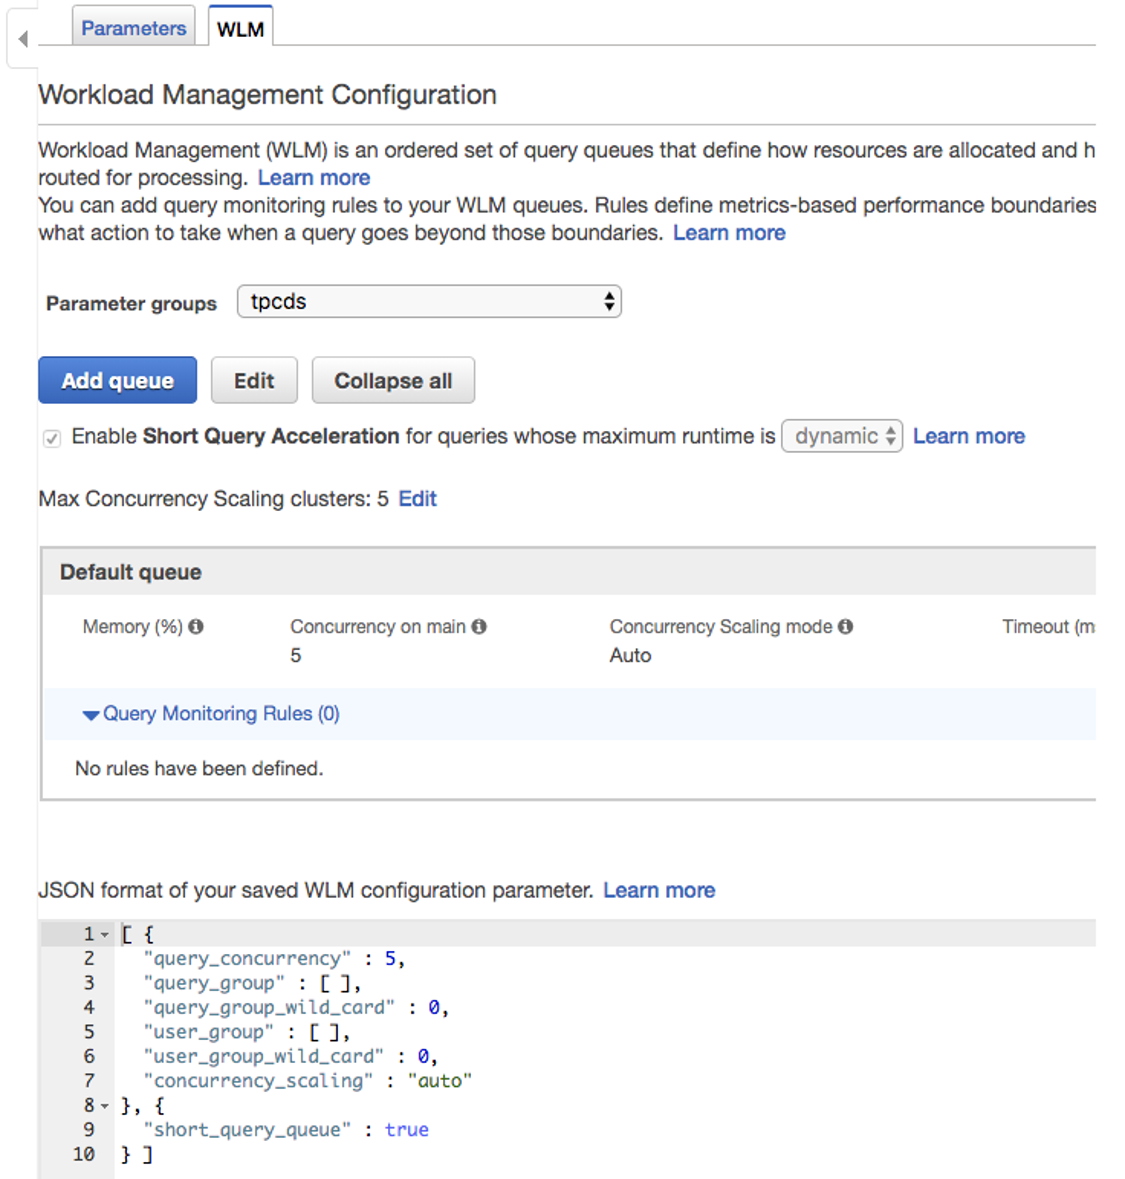 Parameters WLM
Workload Management Configuration
Workload Management (WLM) is an ordered set of query queues that define how resources are allocated and h
routed for processing. Learn more
You can add query monitoring rules to your WLM queues. Rules define metrics-based performance boundaries
what action to take when a query goes beyond those boundaries. Learn more
Parameter groups tpcds
Add queue Edit Collapse all
Enable Short Query Acceleration for queries whose maximum runtime is dynamic Learn more
Max Concurrency Scaling clusters: 5 Edit
Default queue
Memory (%) Concurrency on main Concurrency Scaling mode Timeout (m
5 Auto
Query Monitoring Rules (0)
No rules have been defined.
JSON format of your saved WLM configuration parameter. Learn more
1 [ {
2 "query_concurrency" : 5,
3 "query_group" : [ ],
4 "query_group_wild_card" : 0,
5 "user_group" : [ ],
6 "user_group_wild_card" : 0,
7 "concurrency_scaling" : "auto"
8 }, {
9 "short_query_queue" : true
10 } ]